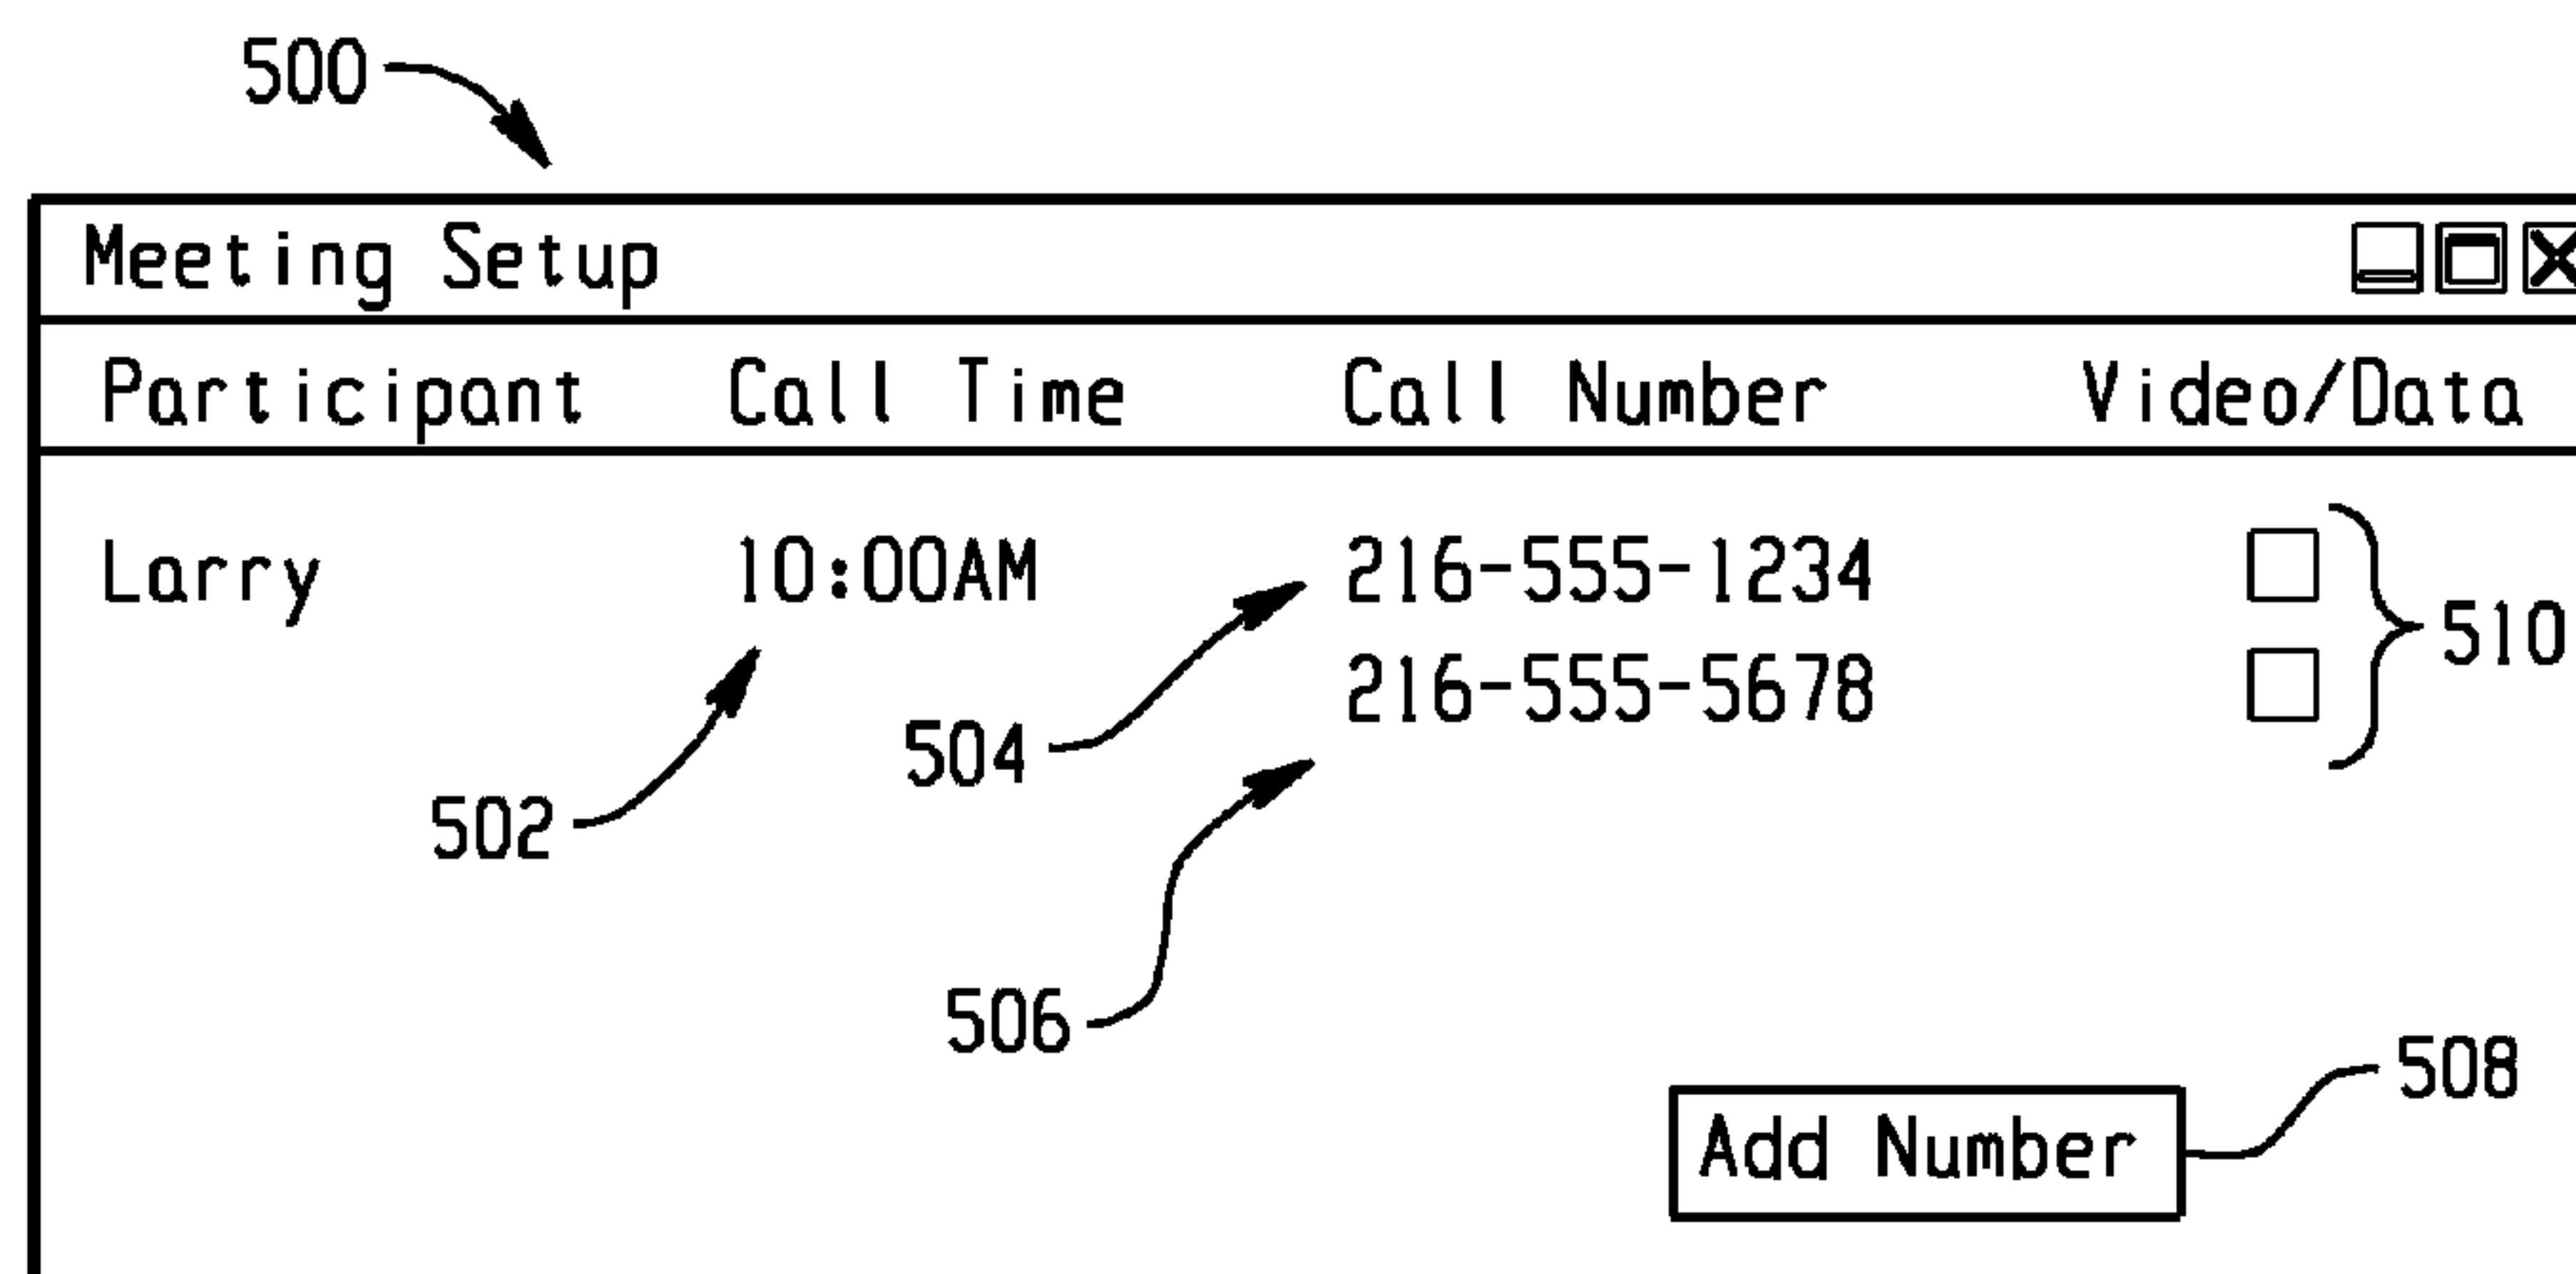 500
Meeting Setup
Participant Call Time Call Number Video/Data
Larry 10:00AM 216-555-1234
510
216-555-5678
504
502
506
508
Add Number